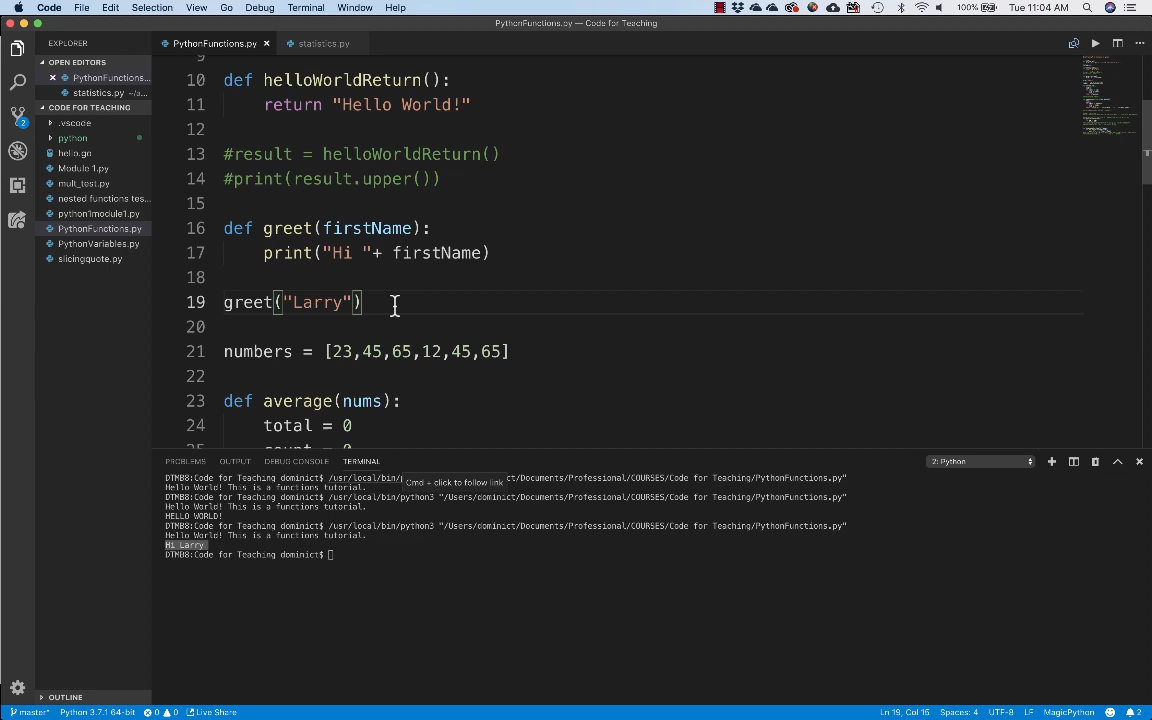 Code File Edit Selection View Go Debug Terminal Window Help 100% Tue 11:04 AM
PythonFunctions.py — Code for Teaching
EXPLORER
PythonFunctions.py × statistics.py
OPEN EDITORS
× PythonFunctions...
statistics.py ~/a...
CODE FOR TEACHING
.vscode
python
hello.go
Module 1.py
mult_test.py
nested functions tes...
python1module1.py
PythonFunctions.py
PythonVariables.py
slicingquote.py
2
9
10 def helloWorldReturn():
11 return "Hello World!"
12
13 #result = helloWorldReturn()
14 #print(result.upper())
15
16 def greet(firstName):
17 print("Hi "+ firstName)
18
19 greet("Larry")
20
21 numbers = [23,45,65,12,45,65]
22
23 def average(nums):
24 total = 0
25 count = 0
PROBLEMS OUTPUT DEBUG CONSOLE TERMINAL 2: Python
DTMB8:Code for Teaching dominict$ /usr/local/bin/p ct/Documents/Professional/COURSES/Code for Teaching/PythonFunctions.py"
Cmd + click to follow link
Hello World! This is a functions tutorial.
DTMB8:Code for Teaching dominict$ /usr/local/bin/python3 "/Users/dominict/Documents/Professional/COURSES/Code for Teaching/PythonFunctions.py"
Hello World! This is a functions tutorial.
HELLO WORLD!
DTMB8:Code for Teaching dominict$ /usr/local/bin/python3 "/Users/dominict/Documents/Professional/COURSES/Code for Teaching/PythonFunctions.py"
Hello World! This is a functions tutorial.
Hi Larry
DTMB8:Code for Teaching dominict$
OUTLINE
master* Python 3.7.1 64-bit 0 0 Live Share Ln 19, Col 15 Spaces: 4 UTF-8 LF MagicPython 2